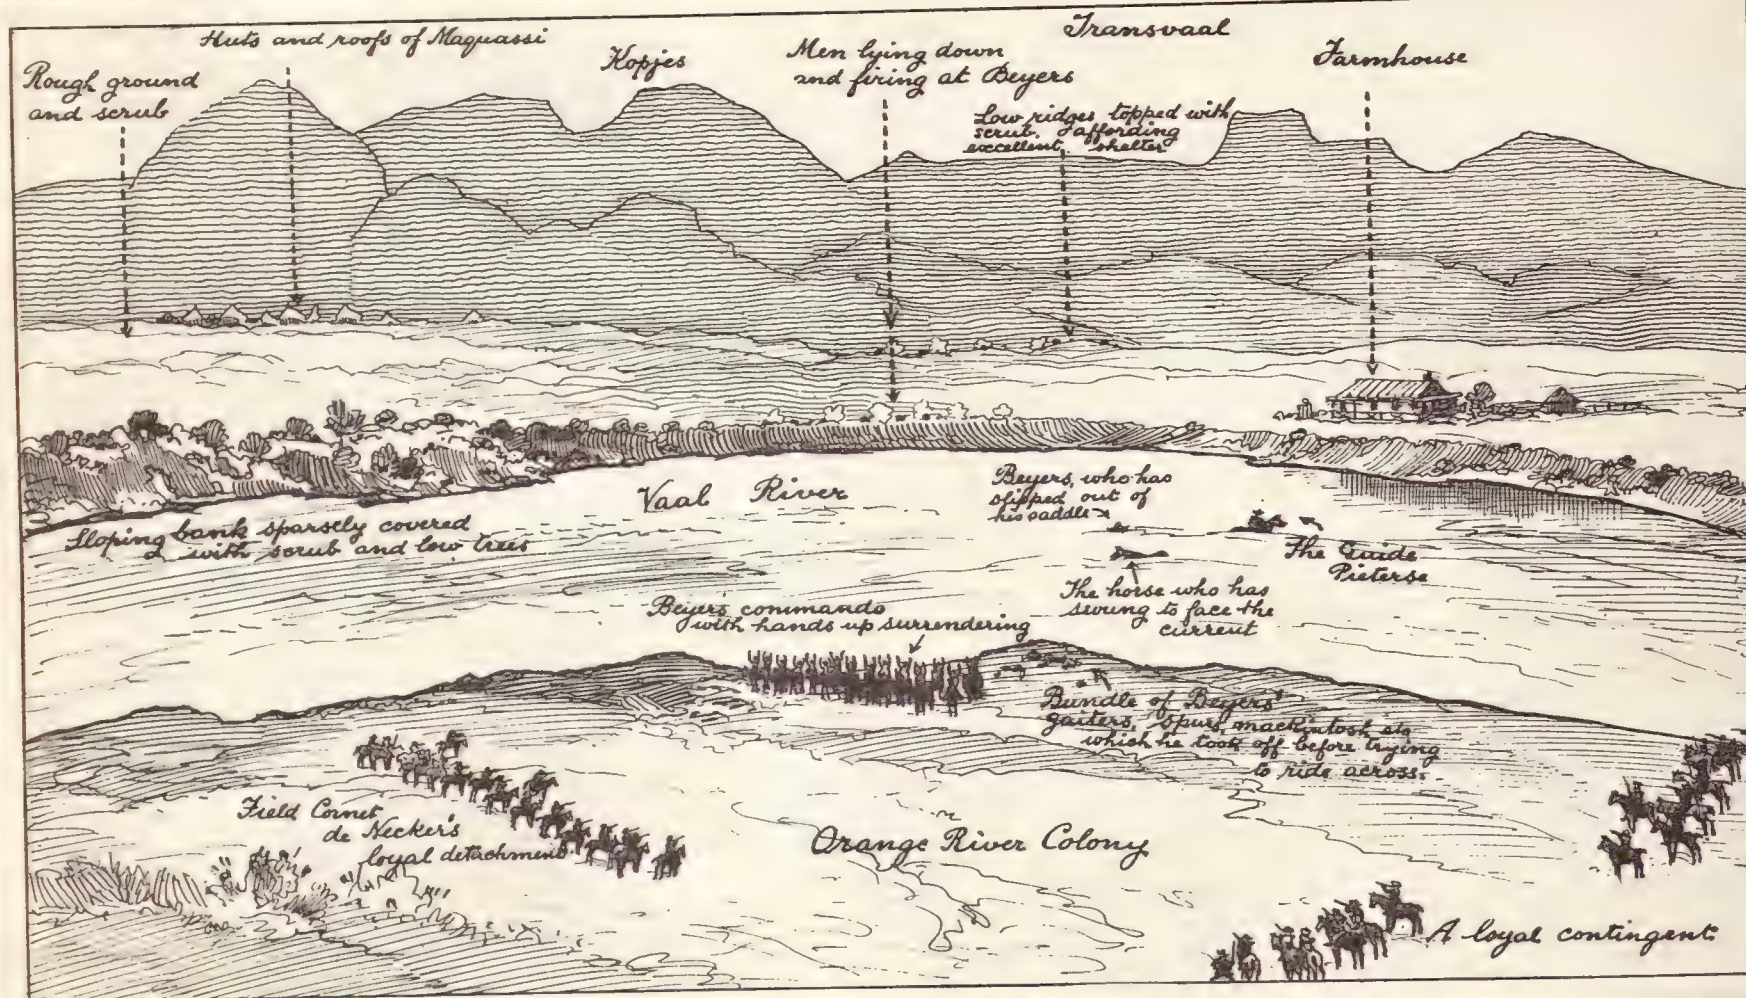 Huts and roofs of Maquassi
Rough ground
and scrub
Kopjes
Men lying down
and firing at Beyers
Transvaal
Low ridges topped with
scrub, affording
excellent shelter
Farmhouse
Vaal River
Beyers, who has
slipped out of
his saddle
Sloping bank sparsely covered
with scrub and low trees
The Guide
Pieterse
The horse who has
swung to face the
current
Beyers' commando
with hands up surrendering
Bundle of Beyers'
gaiters, spurs, mackintosh etc
which he took off before trying
to ride across.
Field Cornet
de Necker's
loyal detachment
Orange River Colony
A loyal contingent